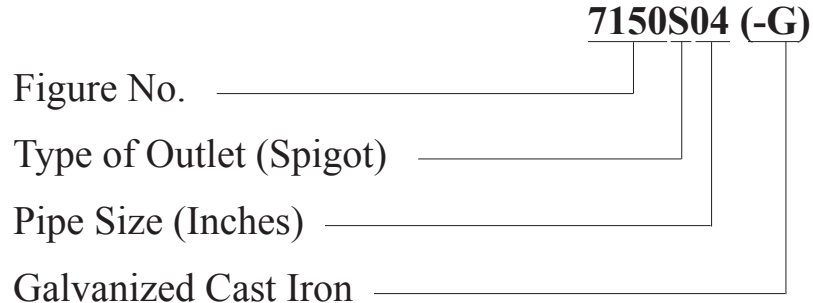 7150S04 (-G)
Figure No.
Type of Outlet (Spigot)
Pipe Size (Inches)
Galvanized Cast Iron